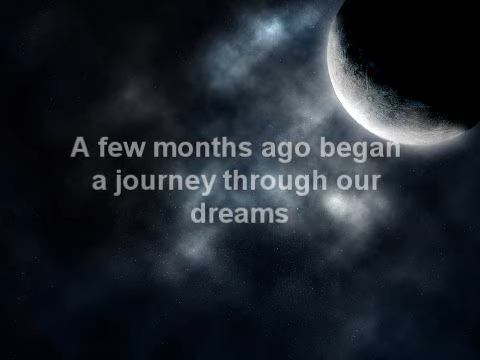 A few months ago began
a journey through our
dreams